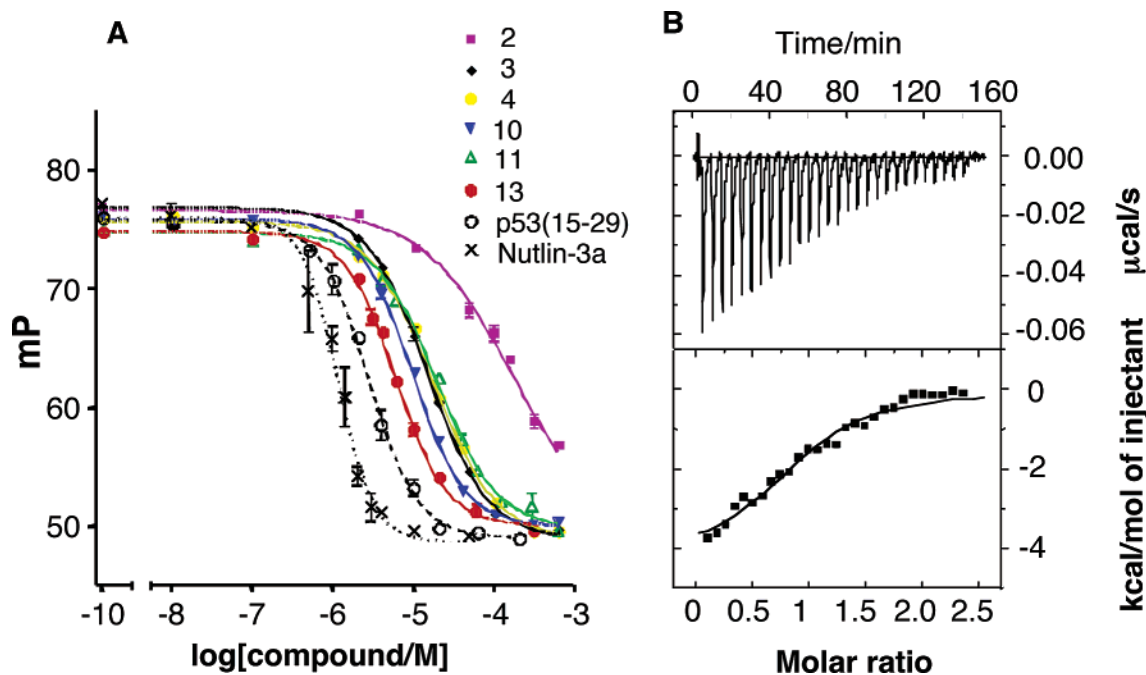 A
2
3
4
10
11
13
p53(15-29)
Nutlin-3a
mP
80
70
60
50
-10 -8 -7 -6 -5 -4 -3
log[compound/M]
B
Time/min
0 40 80 120 160
0.00
-0.02
-0.04
-0.06
µcal/s
0
-2
-4
kcal/mol of injectant
0 0.5 1 1.5 2.0 2.5
Molar ratio